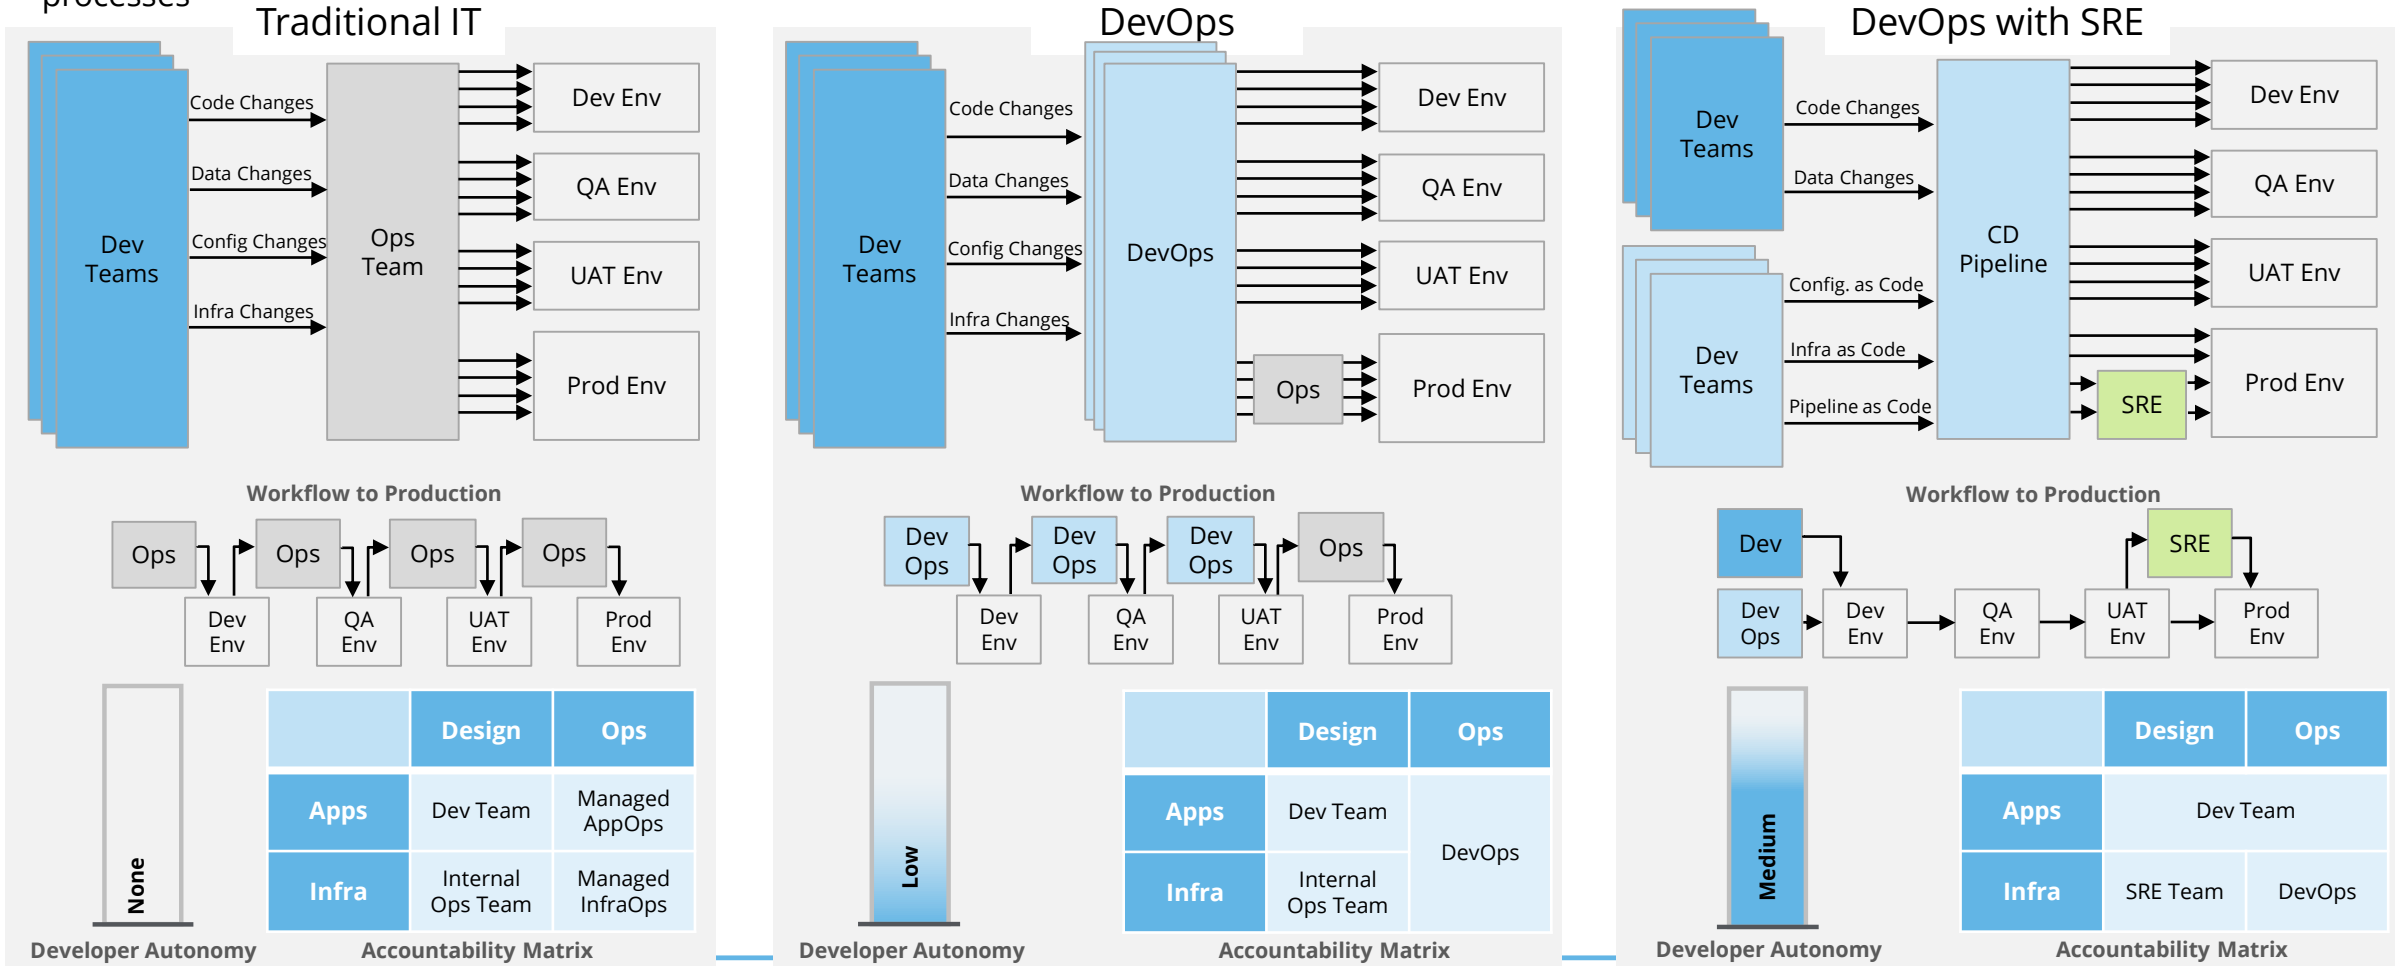 processes
Traditional IT
Dev
Teams
Code Changes
Data Changes
Config Changes
Infra Changes
Ops
Team
Dev Env
QA Env
UAT Env
Prod Env
Workflow to Production
Ops
Ops
Ops
Ops
Dev
Env
QA
Env
UAT
Env
Prod
Env
None
Developer Autonomy
Design
Ops
Apps
Dev Team
Managed
AppOps
Infra
Internal
Ops Team
Managed
InfraOps
Accountability Matrix
DevOps
Dev
Teams
Code Changes
Data Changes
Config Changes
Infra Changes
DevOps
Ops
Dev Env
QA Env
UAT Env
Prod Env
Workflow to Production
Dev
Ops
Dev
Ops
Dev
Ops
Ops
Dev
Env
QA
Env
UAT
Env
Prod
Env
Low
Developer Autonomy
Design
Ops
Apps
Dev Team
DevOps
Infra
Internal
Ops Team
Accountability Matrix
DevOps with SRE
Dev
Teams
Code Changes
Data Changes
Dev
Teams
Config. as Code
Infra as Code
Pipeline as Code
CD
Pipeline
SRE
Dev Env
QA Env
UAT Env
Prod Env
Workflow to Production
Dev
SRE
Dev
Ops
Dev
Env
QA
Env
UAT
Env
Prod
Env
Medium
Developer Autonomy
Design
Ops
Apps
Dev Team
Infra
SRE Team
DevOps
Accountability Matrix